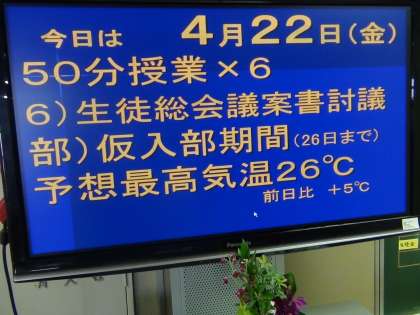 今日は 4月22日(金)
50分授業×6
6)生徒総会議案書討議
部)仮入部期間(26日まで)
予想最高気温26℃
前日比 +5℃
Panasonic